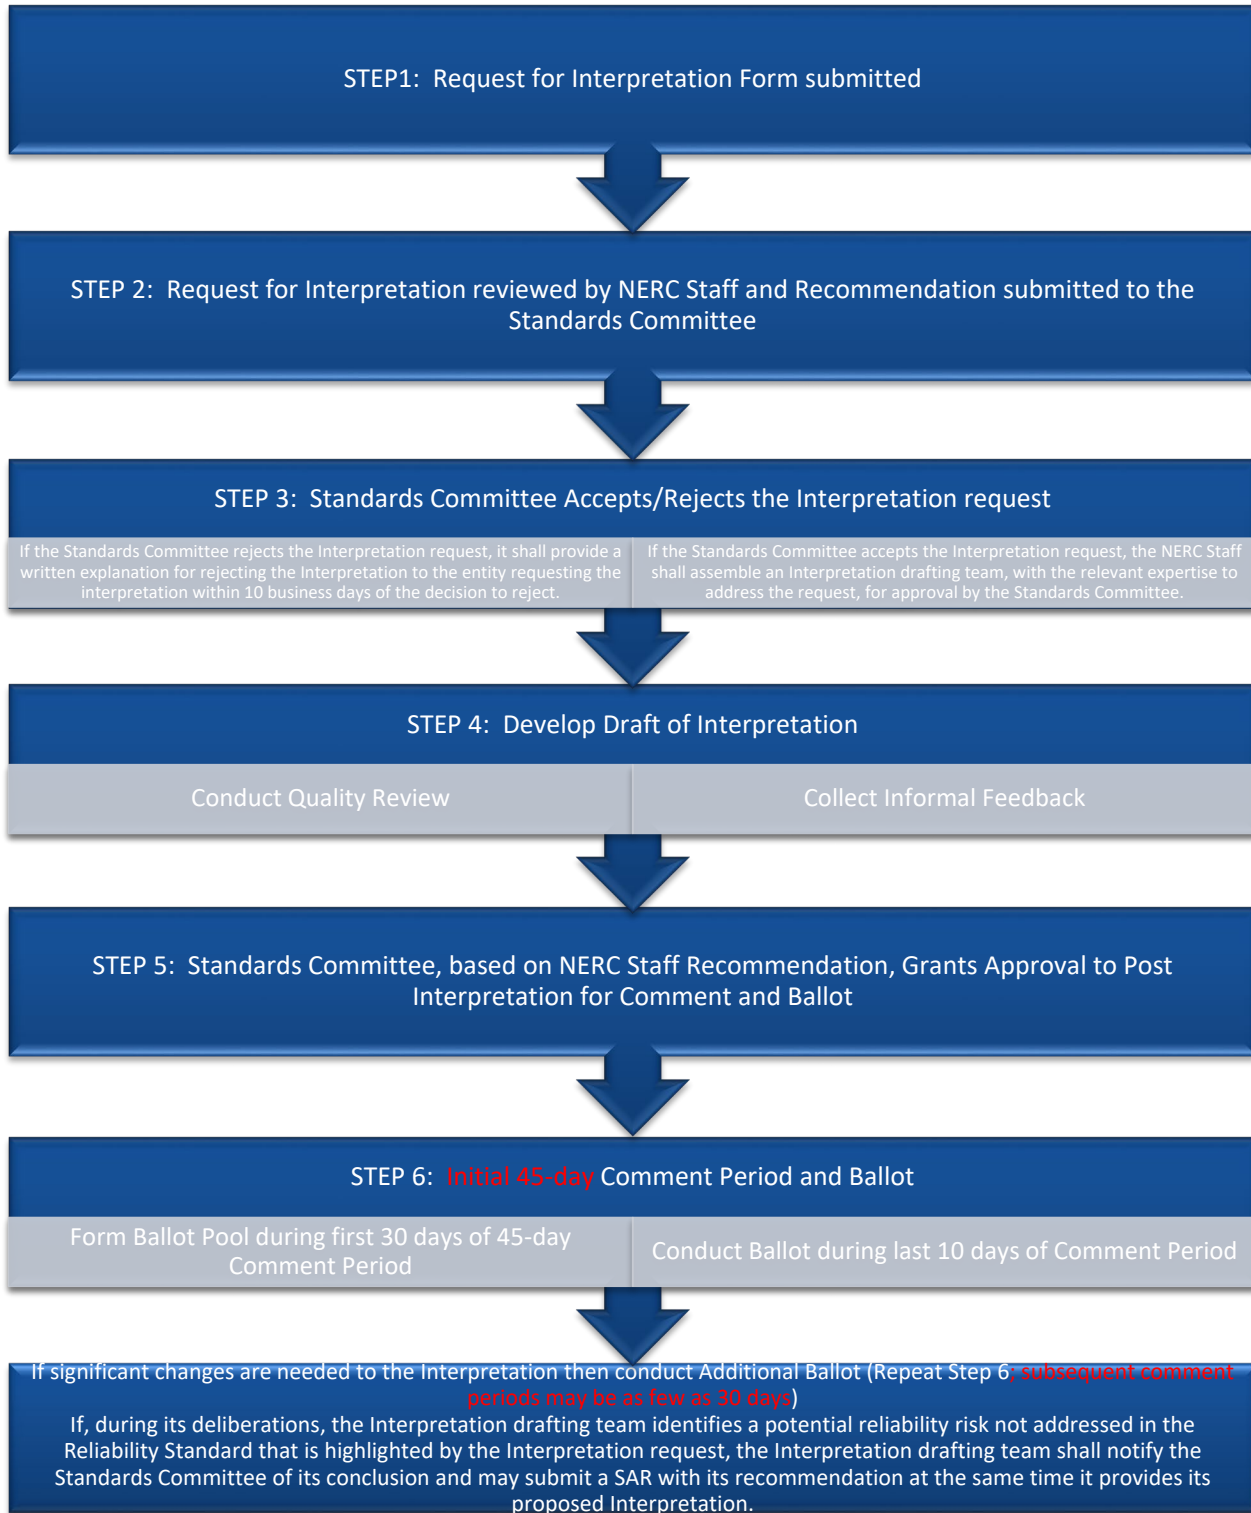 STEP1: Request for Interpretation Form submitted
STEP 2: Request for Interpretation reviewed by NERC Staff and Recommendation submitted to the
Standards Committee
STEP 3: Standards Committee Accepts/Rejects the Interpretation request
If the Standards Committee rejects the Interpretation request, it shall provide a
written explanation for rejecting the Interpretation to the entity requesting the
interpretation within 10 business days of the decision to reject.
If the Standards Committee accepts the Interpretation request, the NERC Staff
shall assemble an Interpretation drafting team, with the relevant expertise to
address the request, for approval by the Standards Committee.
STEP 4: Develop Draft of Interpretation
Conduct Quality Review
Collect Informal Feedback
STEP 5: Standards Committee, based on NERC Staff Recommendation, Grants Approval to Post
Interpretation for Comment and Ballot
STEP 6: Initial 45-day Comment Period and Ballot
Form Ballot Pool during first 30 days of 45-day
Comment Period
Conduct Ballot during last 10 days of Comment Period
If significant changes are needed to the Interpretation then conduct Additional Ballot (Repeat Step 6; subsequent comment
periods may be as few as 30 days)
If, during its deliberations, the Interpretation drafting team identifies a potential reliability risk not addressed in the
Reliability Standard that is highlighted by the Interpretation request, the Interpretation drafting team shall notify the
Standards Committee of its conclusion and may submit a SAR with its recommendation at the same time it provides its
proposed Interpretation.